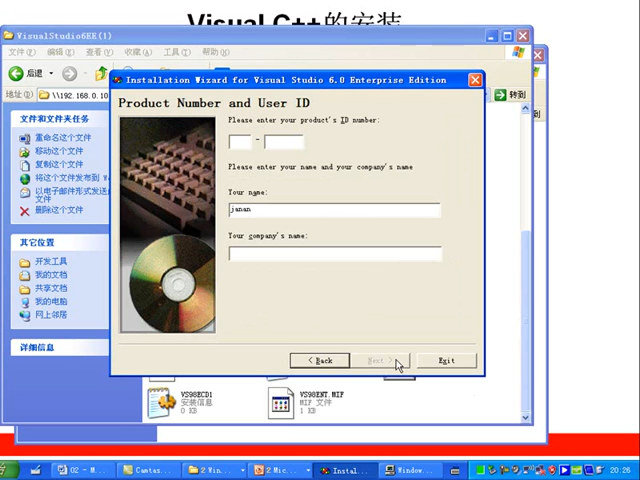 Visual C++的安装
VisualStudio6EE(1)
文件(F) 编辑(E) 查看(V) 收藏(A) 工具(T) 帮助(H)
后退
地址(D) \\192.168.0.10
转到
文件和文件夹任务
重命名这个文件
移动这个文件
复制这个文件
将这个文件发布到 W
以电子邮件形式发送此
文件
删除这个文件
其它位置
开发工具
我的文档
共享文档
我的电脑
网上邻居
详细信息
Installation Wizard for Visual Studio 6.0 Enterprise Edition
Product Number and User ID
Please enter your product's ID number:
-
Please enter your name and your company's name
Your name:
janan
Your company's name:
< Back
Next >
Exit
VS98ECD1
安装信息
0 KB
VS98ENT.MIF
MIF 文件
1 KB
02 - M...
Camtas...
2 Win...
2 Mic...
Instal...
Window...
20:26